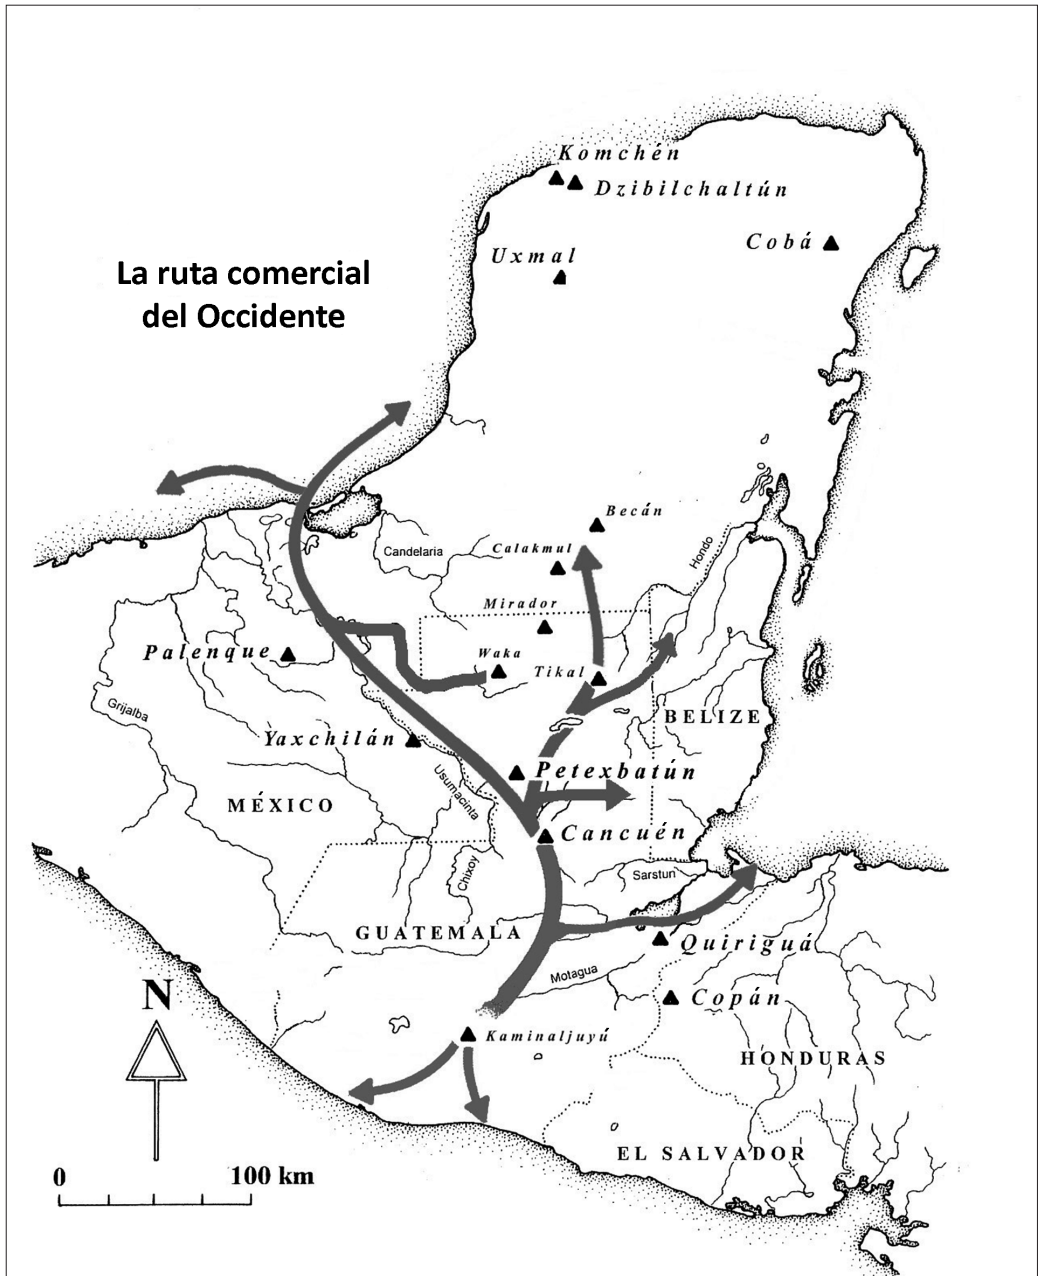 Komchén
Dzibilchaltún
Cobá
Uxmal
La ruta comercial
del Occidente
Becán
Calakmul
Candelaria
Hondo
Mirador
Palenque
Waka
Tikal
Grijalba
BELIZE
Yaxchilán
Usumacinta
Petexbatún
MÉXICO
Cancuén
Chixoy
Sarstun
GUATEMALA
Quiriguá
Motagua
N
Copán
Kaminaljuyú
HONDURAS
EL SALVADOR
0 100 km